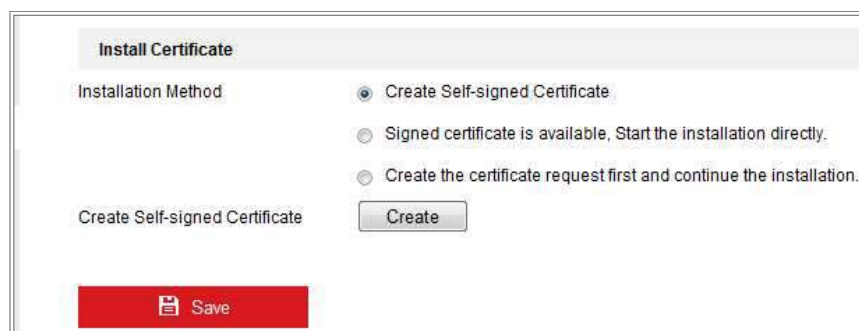 Install Certificate
Installation Method
Create Self-signed Certificate
Signed certificate is available, Start the installation directly.
Create the certificate request first and continue the installation.
Create Self-signed Certificate
Create
Save